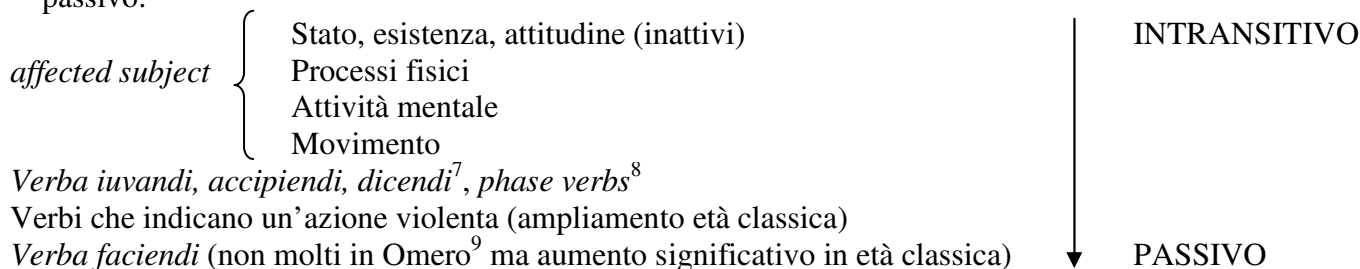 passivo.
Stato, esistenza, attitudine (inattivi) INTRANSITIVO
affected subject Processi fisici
Attività mentale
Movimento
Verba iuvandi, accipiendi, dicendi7, phase verbs8
Verbi che indicano un’azione violenta (ampliamento età classica)
Verba faciendi (non molti in Omero9 ma aumento significativo in età classica) PASSIVO